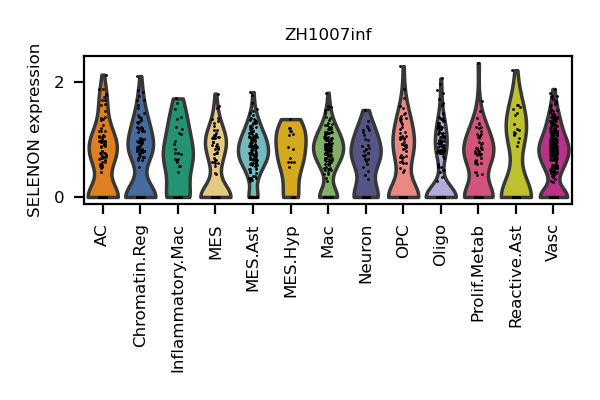 ZH1007inf
SELENON expression
2
0
AC
Chromatin.Reg
Inflammatory.Mac
MES
MES.Ast
MES.Hyp
Mac
Neuron
OPC
Oligo
Prolif.Metab
Reactive.Ast
Vasc